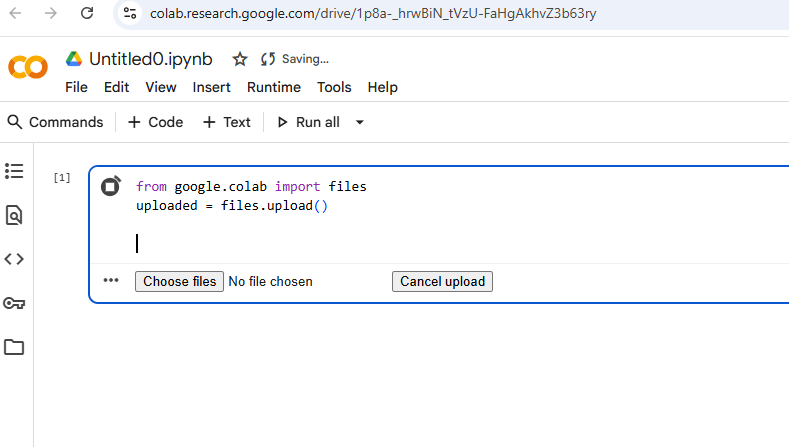 colab.research.google.com/drive/1p8a-_hrwBiN_tVzU-FaHgAkhvZ3b63ry
Untitled0.ipynb Saving...
File Edit View Insert Runtime Tools Help
Commands + Code + Text Run all
[1] from google.colab import files
uploaded = files.upload()
Choose files No file chosen Cancel upload